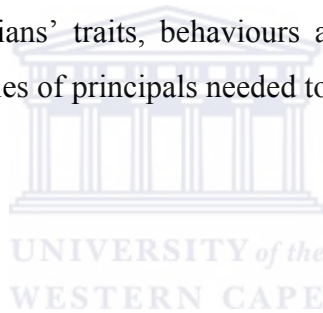 ians’ traits, behaviours a
es of principals needed to
UNIVERSITY of the
WESTERN CAPE